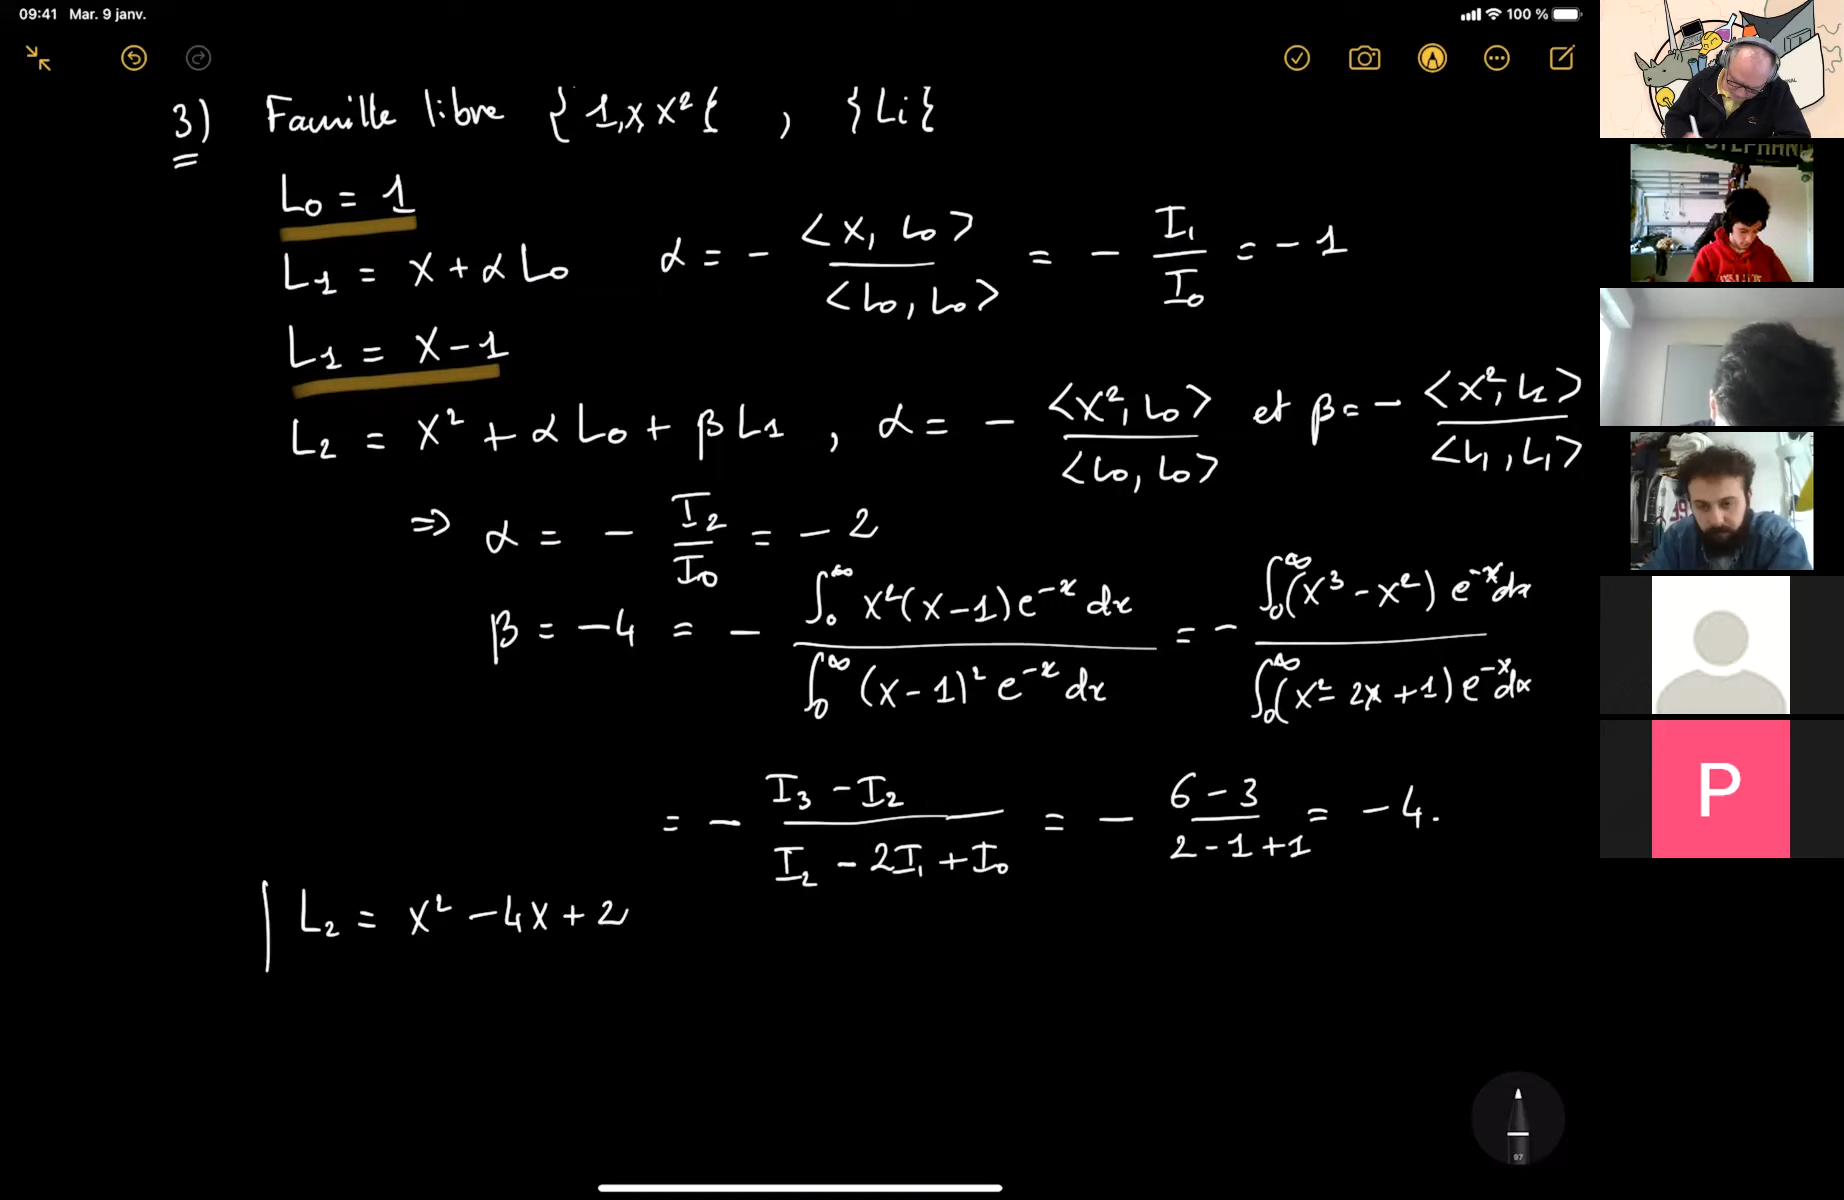 09:41 Mar. 9 janv.
100 %
3) Famille libre { 1, x x² { , } Li {
L₀ = 1
L₁ = x + α L₀ α = - <x, L₀> / <L₀, L₀> = - I₁ / I₀ = - 1
L₁ = x - 1
L₂ = x² + α L₀ + β L₁ , α = - <x², L₀> / <L₀, L₀> et β = - <x², L₁> / <L₁, L₁>
⇒ α = - I₂ / I₀ = - 2
β = -4 = - ∫₀^∞ x²(x-1)e^-x dx / ∫₀^∞ (x-1)² e^-x dx = - ∫₀^∞ (x³ - x²) e^-x dx / ∫₀^∞ (x² - 2x + 1) e^-x dx
= - I₃ - I₂ / I₂ - 2I₁ + I₀ = - 6 - 3 / 2 - 1 + 1 = - 4.
L₂ = x² - 4x + 2
97
P